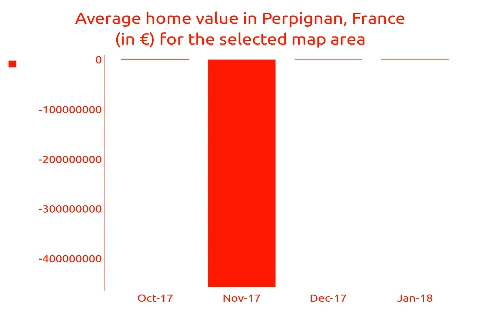 Average home value in Perpignan, France
(in €) for the selected map area
0
-100000000
-200000000
-300000000
-400000000
Oct-17 Nov-17 Dec-17 Jan-18